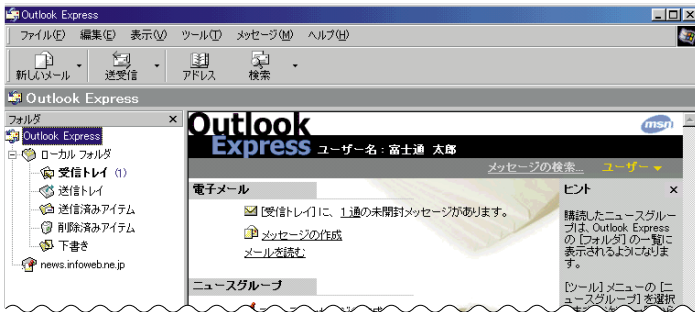 Outlook Express
ファイル(F) 編集(E) 表示(V) ツール(T) メッセージ(M) ヘルプ(H)
新しいメール 送受信 アドレス 検索
Outlook Express
フォルダ ×
Outlook Express
ローカル フォルダ
受信トレイ (1)
送信トレイ
送信済みアイテム
削除済みアイテム
下書き
news.infoweb.ne.jp
Outlook
Express ユーザー名：富士通 太郎
msn
メッセージの検索... ユーザー
電子メール
[受信トレイ]に、1通の未開封メッセージがあります。
メッセージの作成
メールを読む
ニュースグループ
ヒント ×
購読したニュースグルー
プは、Outlook Express
の [フォルダ] の一覧に
表示されるようになりま
す。
[ツール] メニューの [ニ
ュースグループ] を選択